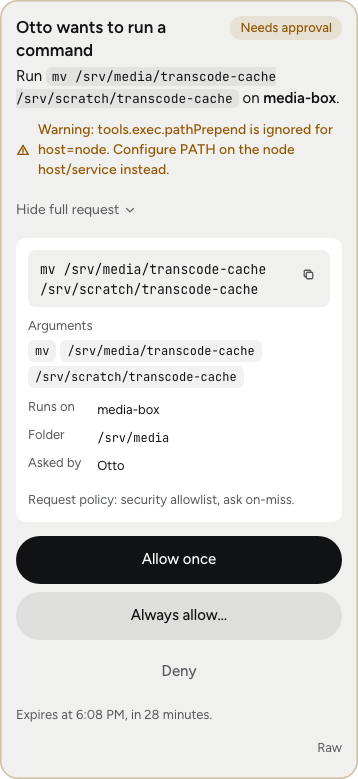 Otto wants to run a
command
Needs approval
Run mv /srv/media/transcode-cache
/srv/scratch/transcode-cache on media-box.
Warning: tools.exec.pathPrepend is ignored for
host=node. Configure PATH on the node
host/service instead.
Hide full request
mv /srv/media/transcode-cache
/srv/scratch/transcode-cache
Arguments
mv /srv/media/transcode-cache
/srv/scratch/transcode-cache
Runs on media-box
Folder /srv/media
Asked by Otto
Request policy: security allowlist, ask on-miss.
Allow once
Always allow...
Deny
Expires at 6:08 PM, in 28 minutes.
Raw